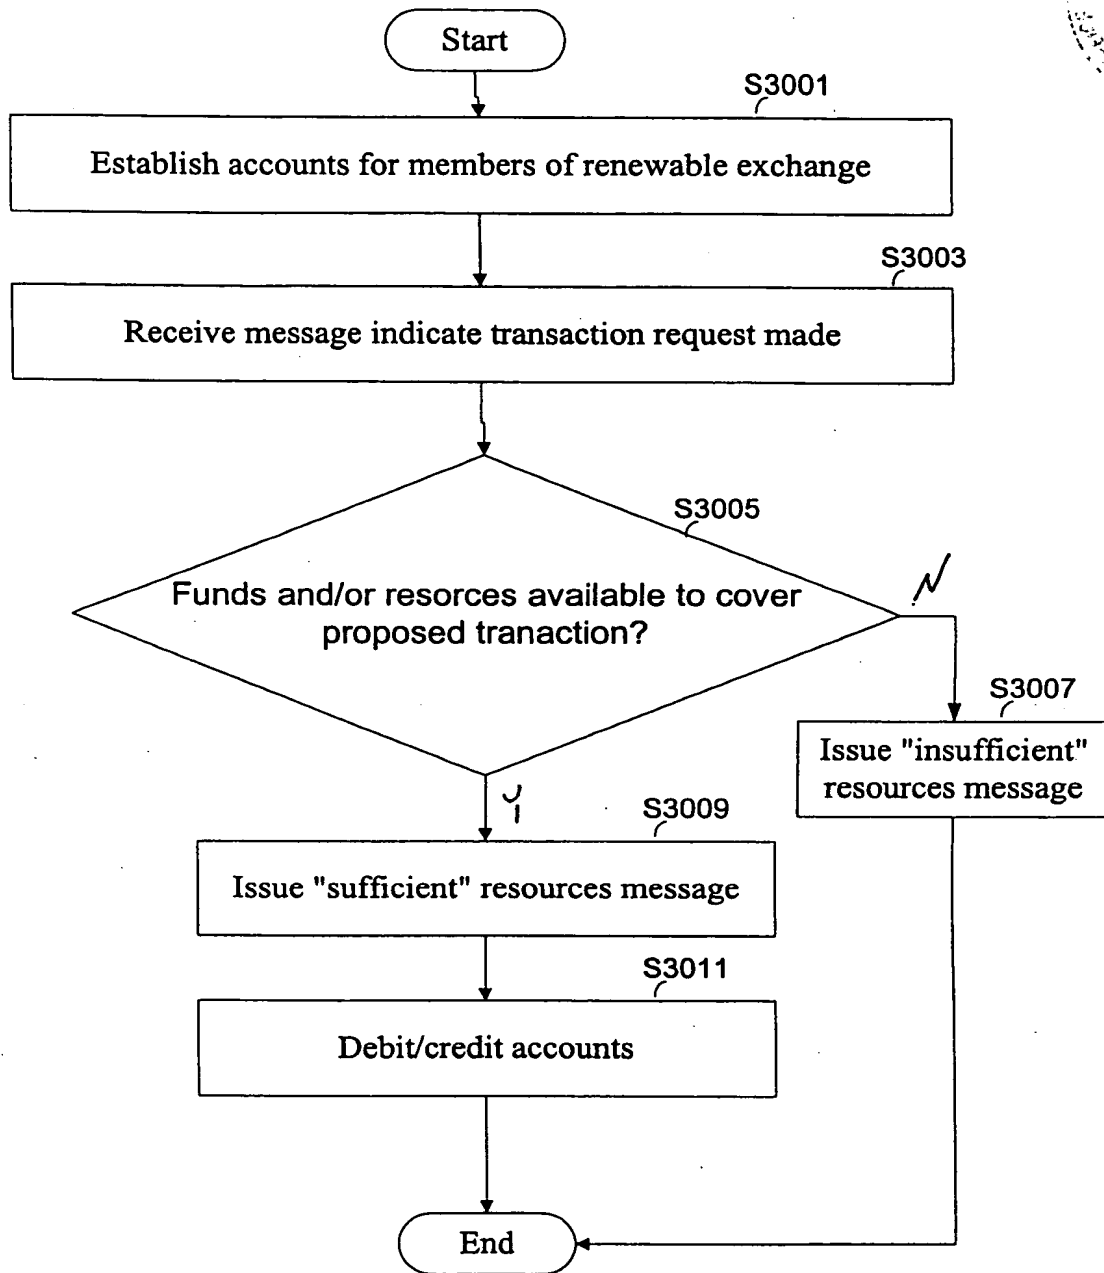 Start
S3001
Establish accounts for members of renewable exchange
S3003
Receive message indicate transaction request made
S3005
Funds and/or resorces available to cover
proposed tranaction?
N
S3007
Issue "insufficient"
resources message
Y
S3009
Issue "sufficient" resources message
S3011
Debit/credit accounts
End